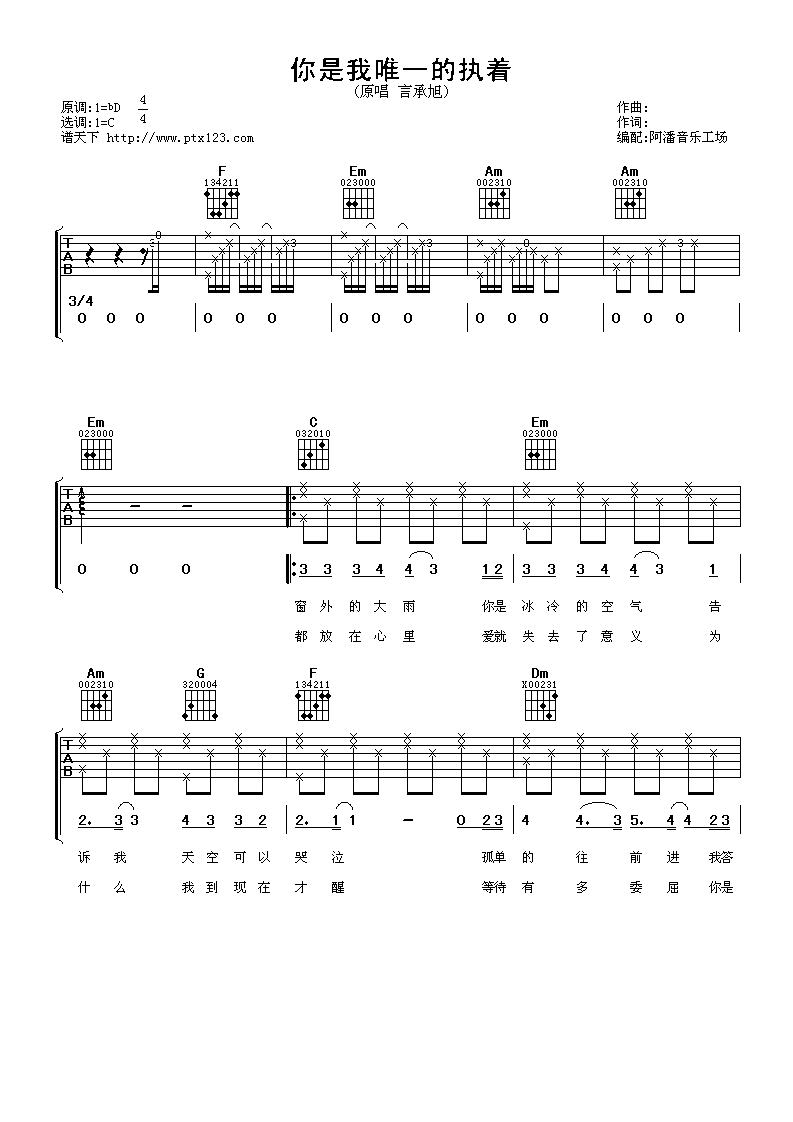 你是我唯一的执着
(原唱 言承旭)
原调:1=bD 4/4
作曲:
选调:1=C
作词:
谱天下 http://www.ptx123.com
编配:阿潘音乐工场
F Em Am Am
134211 023000 002310 002310
3 0 3 3 0 3
T A B
3/4
0 0 0 0 0 0 0 0 0 0 0 0 0 0 0
Em C Em
023000 032010 023000
T A B
0 0 0 3 3 3 4 4 3 12 3 3 3 4 4 3 1
窗 外 的 大 雨 你是 冰 冷 的 空 气 告
都 放 在 心 里 爱就 失 去 了 意 义 为
Am G F Dm
002310 320004 134211 X00231
T A B
2. 3 3 4 3 3 2 2. 1 1 - 0 23 4 4. 3 5. 4 4 23
诉 我 天 空 可 以 哭 泣 孤单 的 往 前 进 我答
什 么 我 到 现 在 才 醒 等待 有 多 委 屈 你是